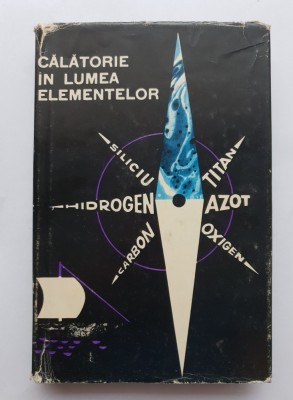 CĂLĂTORIE
ÎN LUMEA
ELEMENTELOR
SILICIU
TITAN
HIDROGEN
AZOT
CARBON
OXIGEN